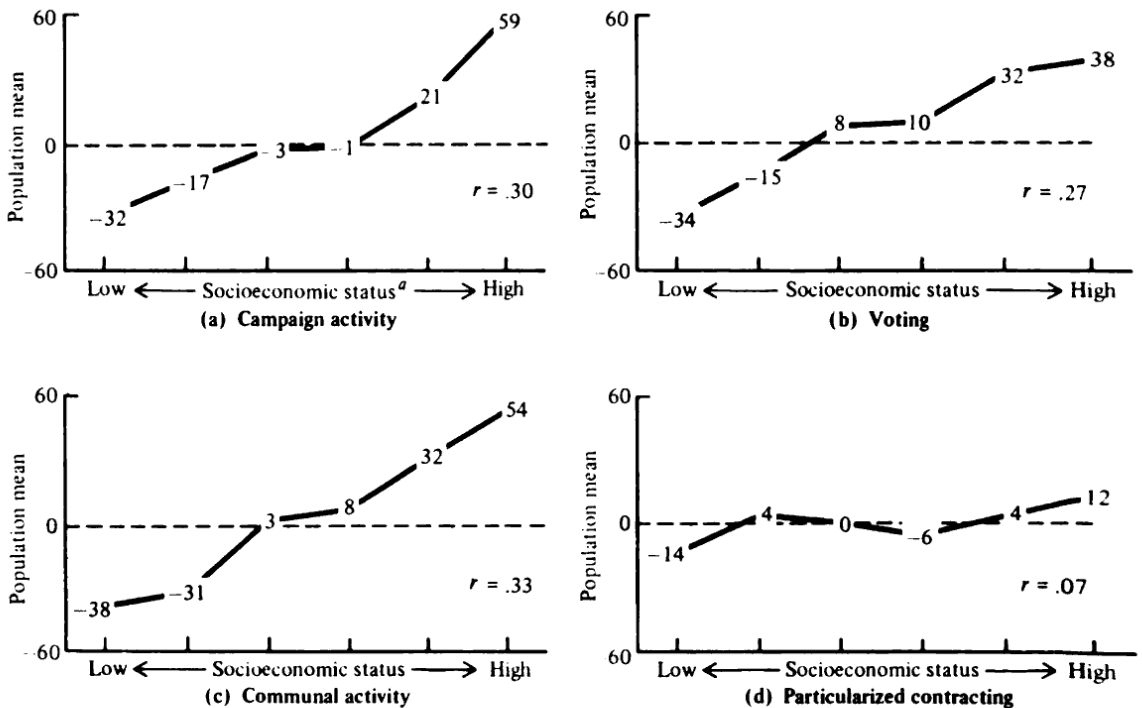 60
59
21
Population mean
0
-3
-1
-17
-32
r = .30
-60
Low ← Socioeconomic status a → High
(a) Campaign activity
60
38
32
Population mean
8
10
0
-15
-34
r = .27
-60
Low ← Socioeconomic status → High
(b) Voting
60
54
32
Population mean
8
3
0
-31
-38
r = .33
-60
Low ← Socioeconomic status → High
(c) Communal activity
60
Population mean
12
4
0
4
0
-6
-14
r = .07
60
Low ← Socioeconomic status → High
(d) Particularized contracting